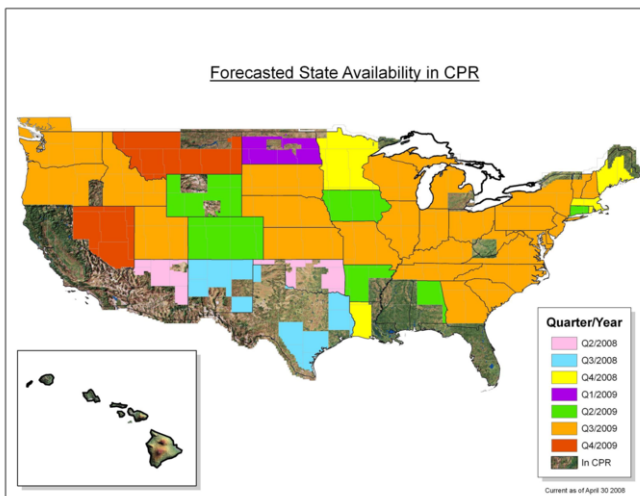 Forecasted State Availability in CPR
Quarter/Year
Q2/2008
Q3/2008
Q4/2008
Q1/2009
Q2/2009
Q3/2009
Q4/2009
In CPR
Current as of April 30 2008